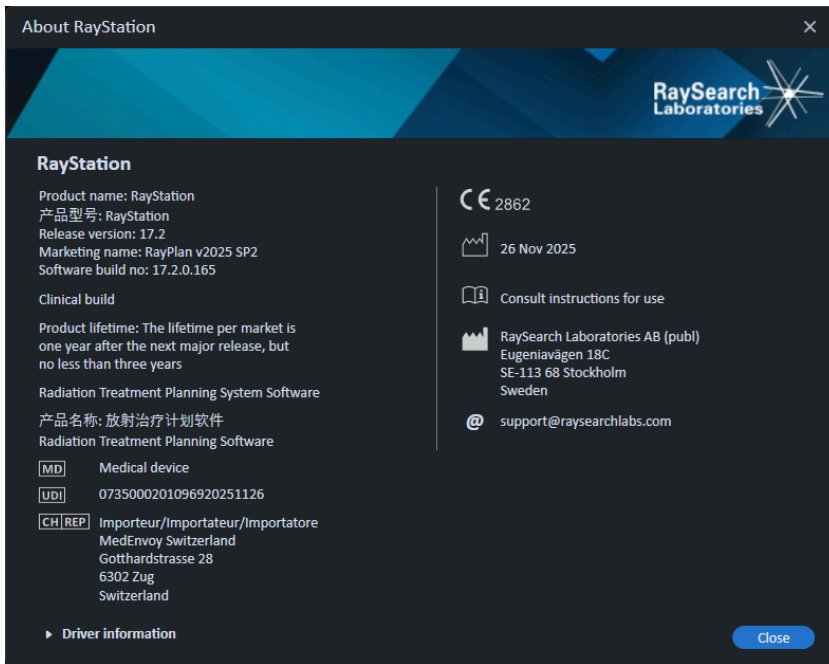 About RayStation
RaySearch
Laboratories
RayStation
Product name: RayStation
产品型号: RayStation
Release version: 17.2
Marketing name: RayPlan v2025 SP2
Software build no: 17.2.0.165
Clinical build
Product lifetime: The lifetime per market is
one year after the next major release, but
no less than three years
Radiation Treatment Planning System Software
产品名称: 放射治疗计划软件
Radiation Treatment Planning Software
MD Medical device
UDI 0735000201096920251126
CH REP Importeur/Importateur/Importatore
MedEnvoy Switzerland
Gotthardstrasse 28
6302 Zug
Switzerland
CE 2862
26 Nov 2025
Consult instructions for use
RaySearch Laboratories AB (publ)
Eugeniavägen 18C
SE-113 68 Stockholm
Sweden
@ support@raysearchlabs.com
Driver information
Close